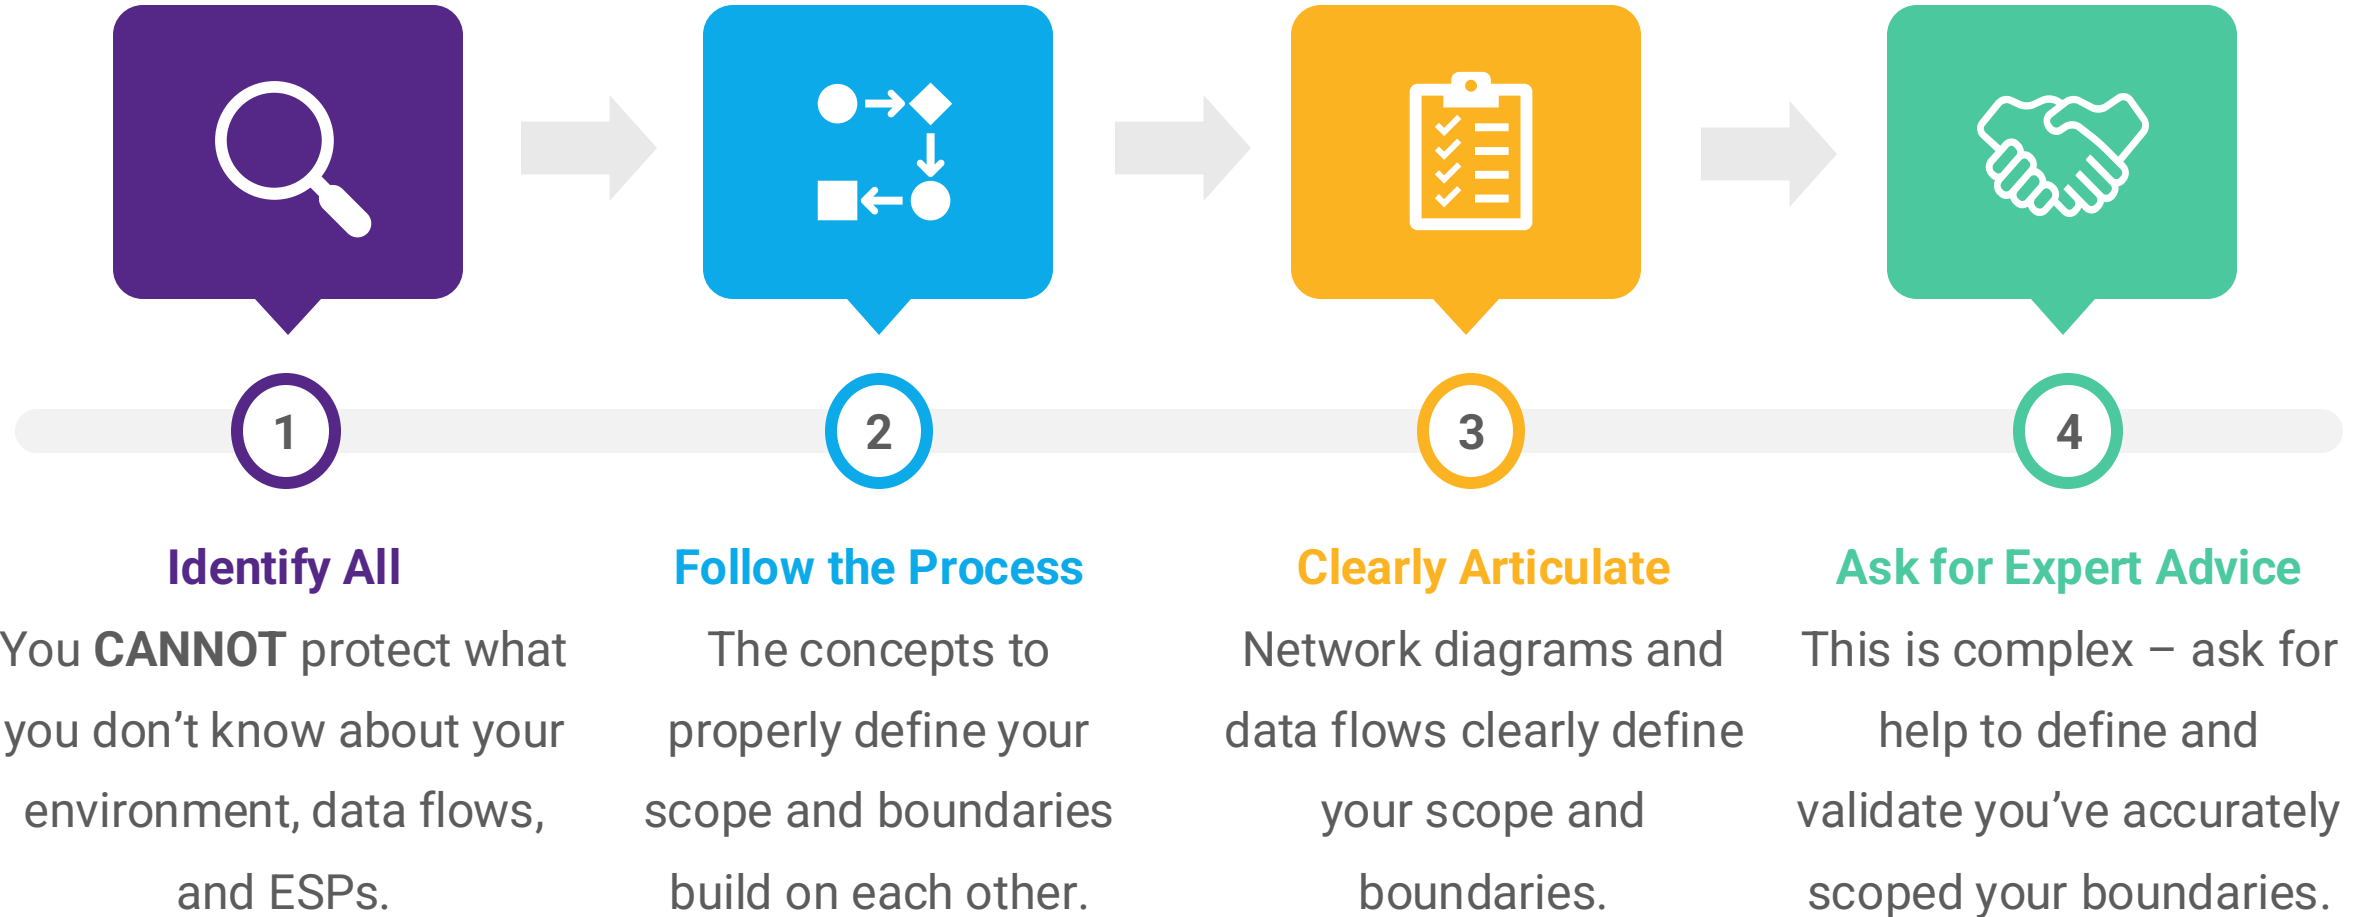 1
Identify All
You CANNOT protect what
you don’t know about your
environment, data flows,
and ESPs.
2
Follow the Process
The concepts to
properly define your
scope and boundaries
build on each other.
3
Clearly Articulate
Network diagrams and
data flows clearly define
your scope and
boundaries.
4
Ask for Expert Advice
This is complex – ask for
help to define and
validate you’ve accurately
scoped your boundaries.